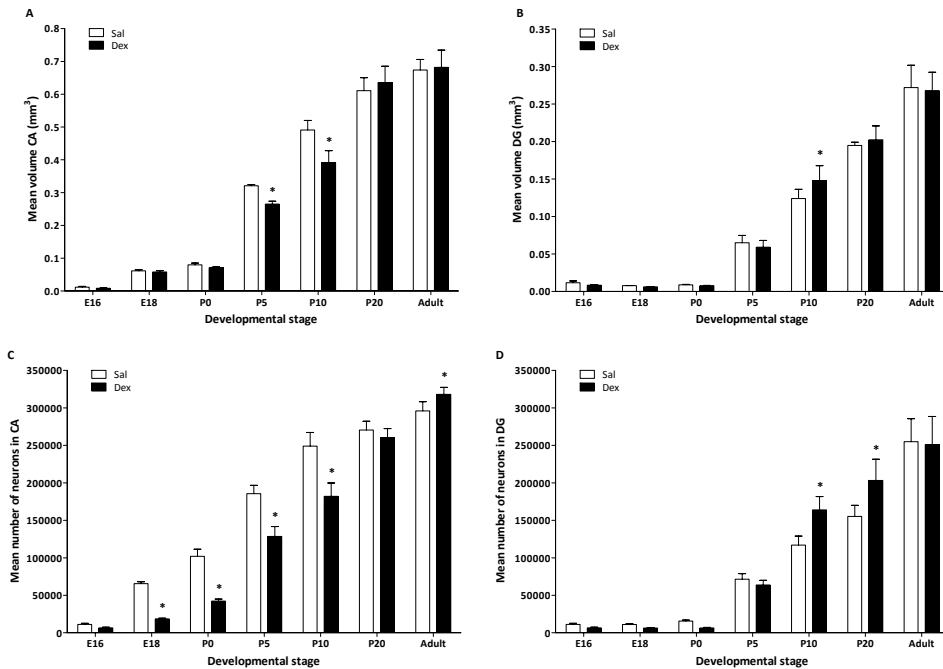 A
Sal
Dex
Mean volume CA (mm³)
0.8
0.7
0.6
0.5
0.4
0.3
0.2
0.1
0.0
*
*
E16 E18 P0 P5 P10 P20 Adult
Developmental stage
B
Sal
Dex
Mean volume DG (mm³)
0.35
0.30
0.25
0.20
0.15
0.10
0.05
0.00
*
E16 E18 P0 P5 P10 P20 Adult
Developmental stage
C
Sal
Dex
Mean number of neurons in CA
350000
300000
250000
200000
150000
100000
50000
0
*
*
*
*
*
E16 E18 P0 P5 P10 P20 Adult
Developmental stage
D
Sal
Dex
Mean number of neurons in DG
350000
300000
250000
200000
150000
100000
50000
0
*
*
E16 E18 P0 P5 P10 P20 Adult
Developmental stage